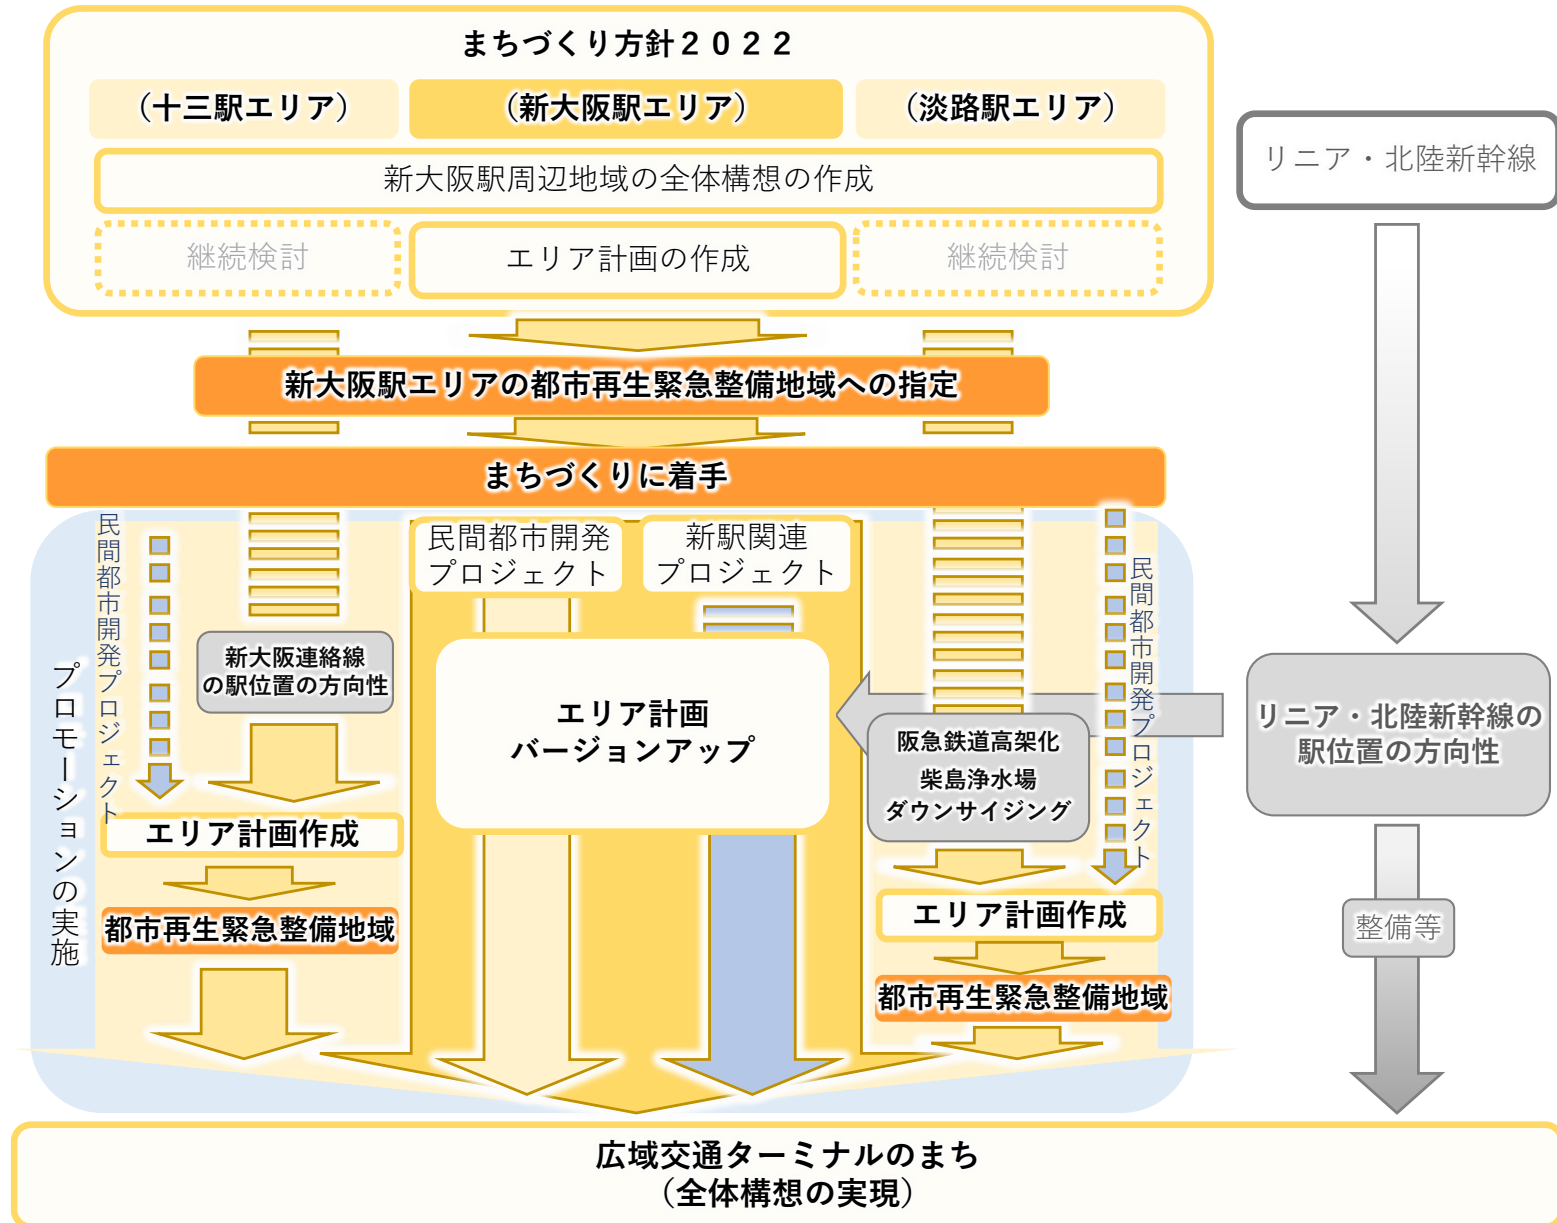 まちづくり方針２０２２
（十三駅エリア）
（新大阪駅エリア）
（淡路駅エリア）
新大阪駅周辺地域の全体構想の作成
継続検討
エリア計画の作成
継続検討
リニア・北陸新幹線
新大阪駅エリアの都市再生緊急整備地域への指定
まちづくりに着手
プロモーションの実施
民間都市開発プロジェクト
民間都市開発
プロジェクト
新駅関連
プロジェクト
民間都市開発プロジェクト
新大阪連絡線
の駅位置の方向性
エリア計画
バージョンアップ
阪急鉄道高架化
柴島浄水場
ダウンサイジング
リニア・北陸新幹線の
駅位置の方向性
エリア計画作成
都市再生緊急整備地域
エリア計画作成
都市再生緊急整備地域
整備等
広域交通ターミナルのまち
（全体構想の実現）